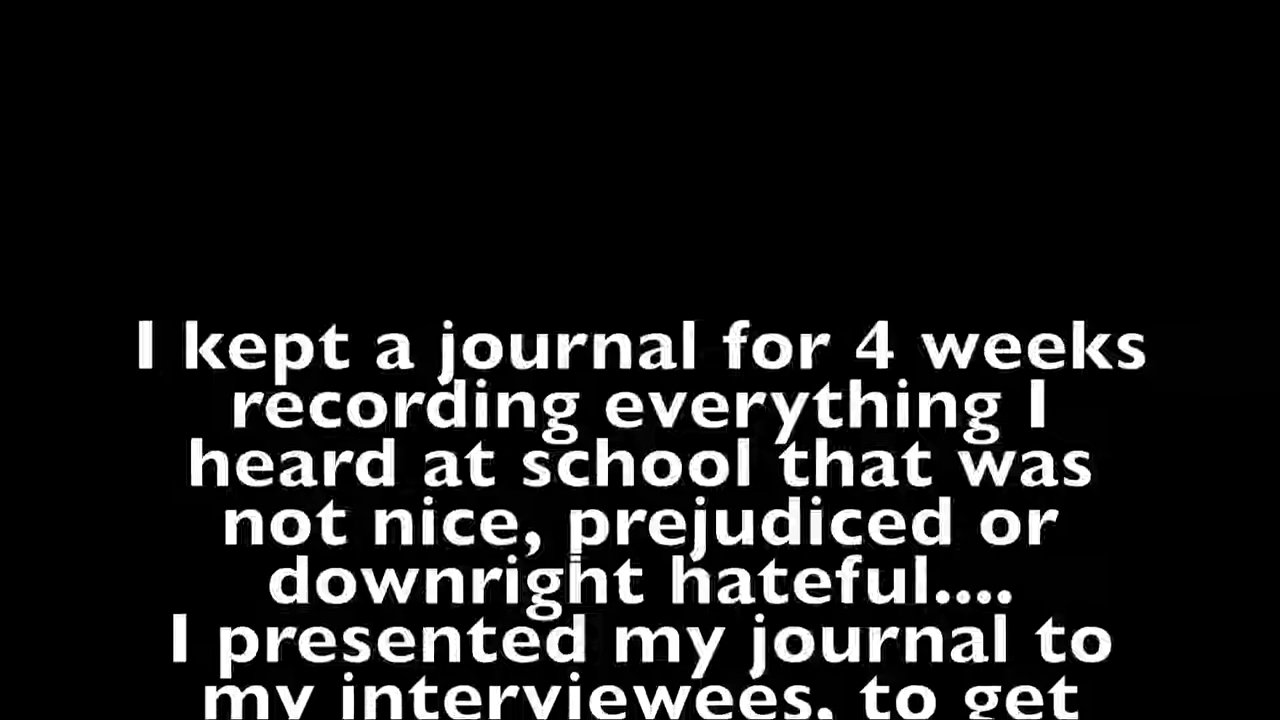 I kept a journal for 4 weeks
recording everything I
heard at school that was
not nice, prejudiced or
downright hateful....
I presented my journal to
my interviewees, to get